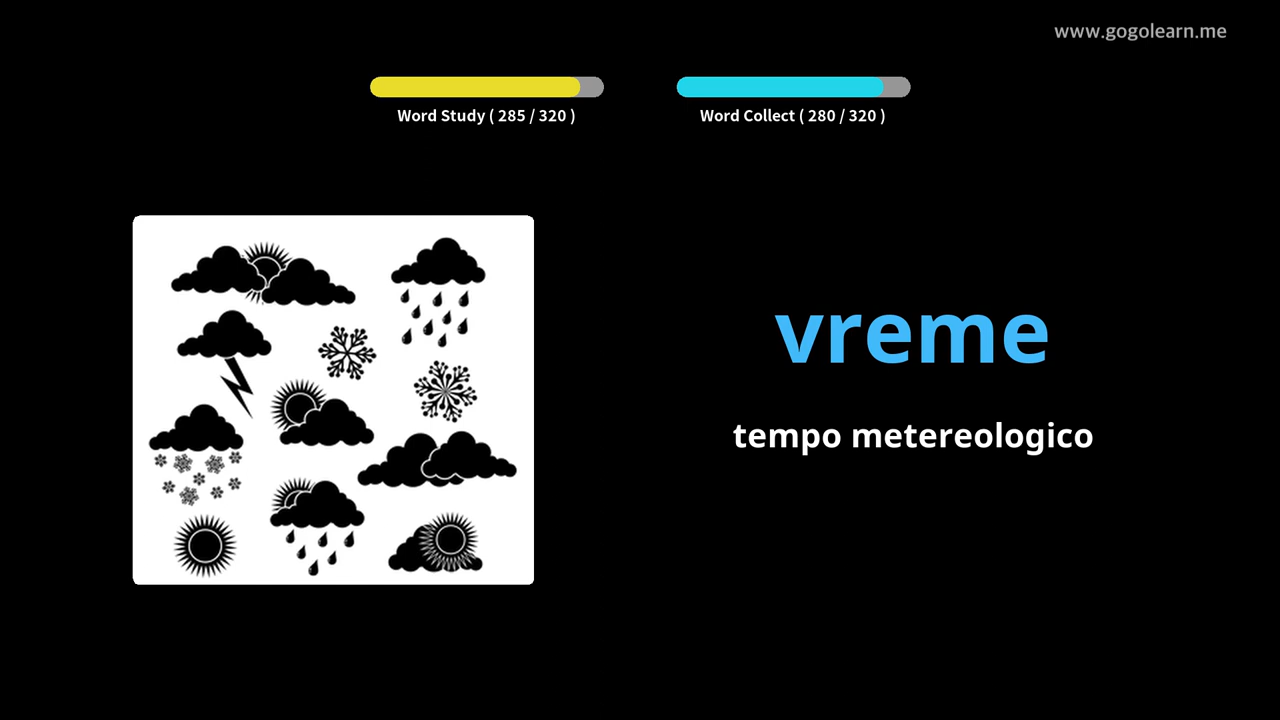 www.gogolearn.me
Word Study ( 285 / 320 )
Word Collect ( 280 / 320 )
vreme
tempo metereologico